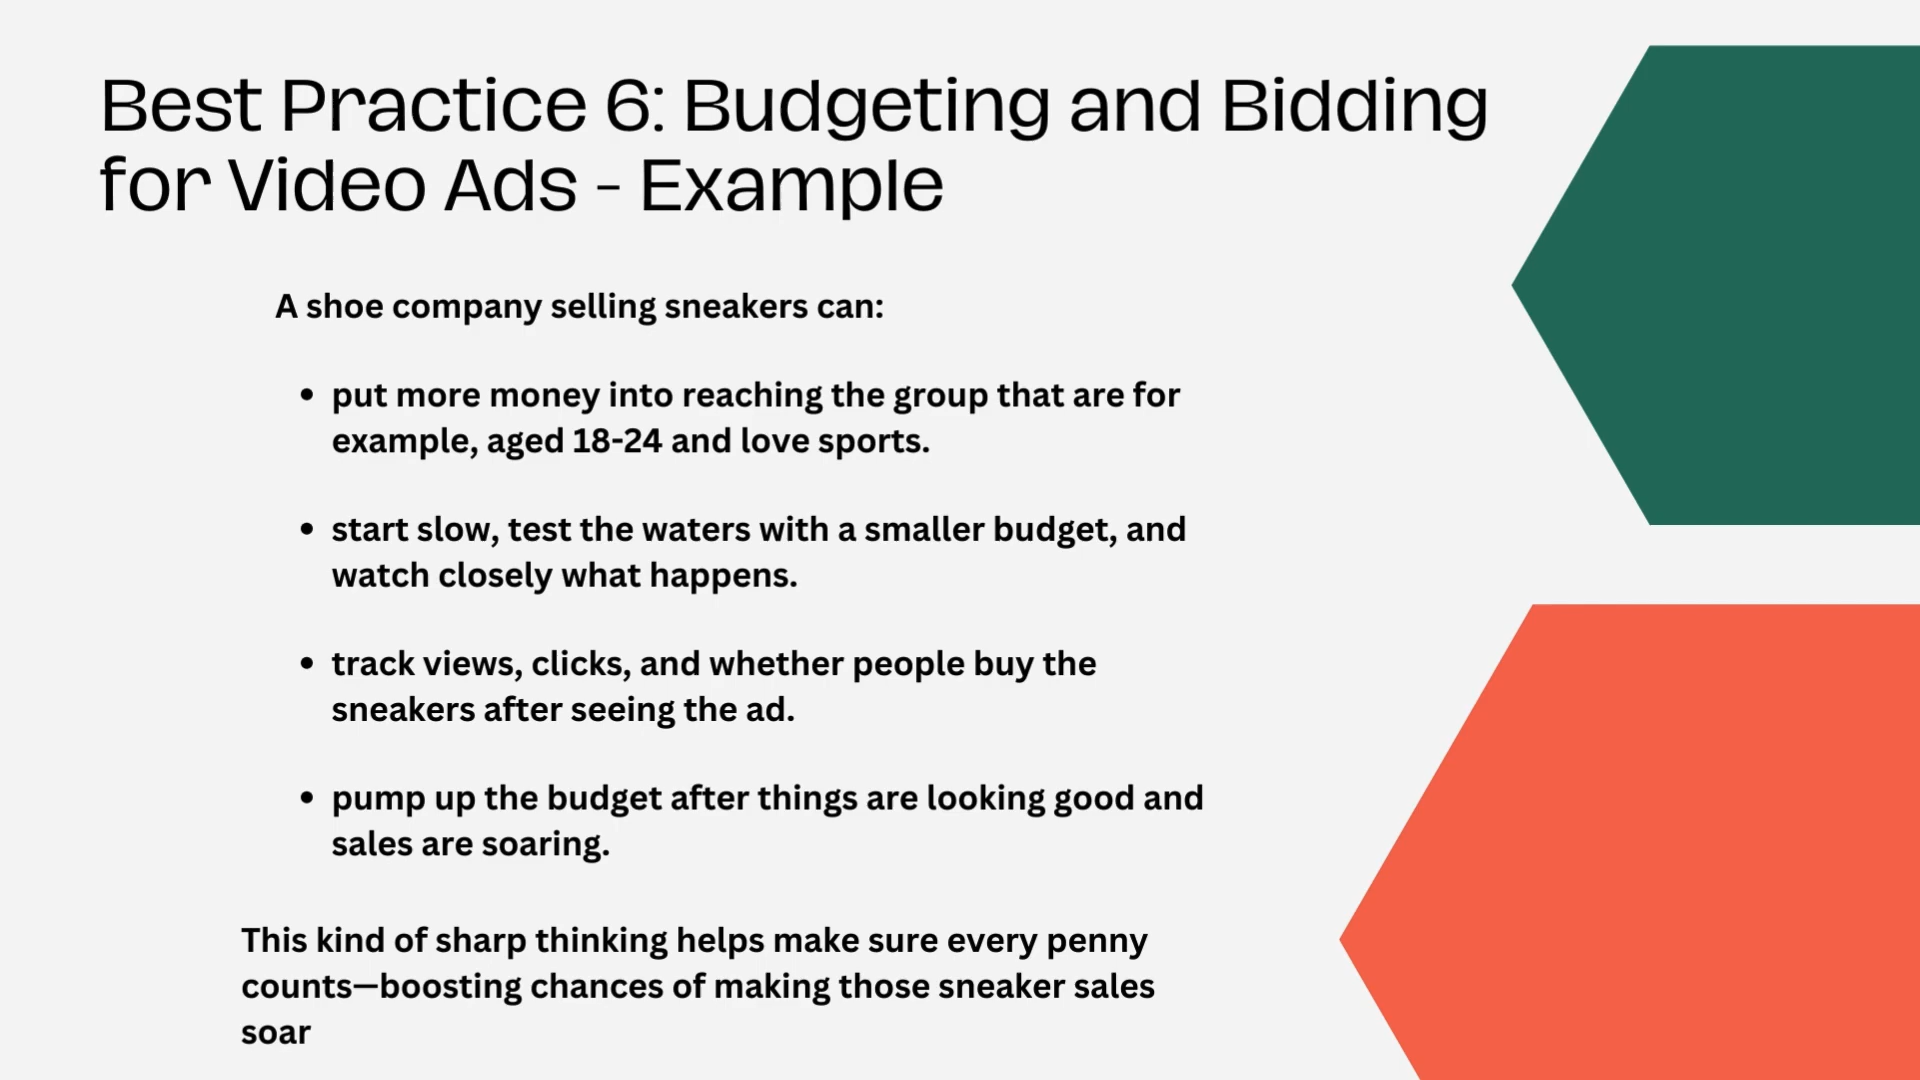 Best Practice 6: Budgeting and Bidding
for Video Ads - Example
A shoe company selling sneakers can:
• put more money into reaching the group that are for
example, aged 18-24 and love sports.
• start slow, test the waters with a smaller budget, and
watch closely what happens.
• track views, clicks, and whether people buy the
sneakers after seeing the ad.
• pump up the budget after things are looking good and
sales are soaring.
This kind of sharp thinking helps make sure every penny
counts—boosting chances of making those sneaker sales
soar